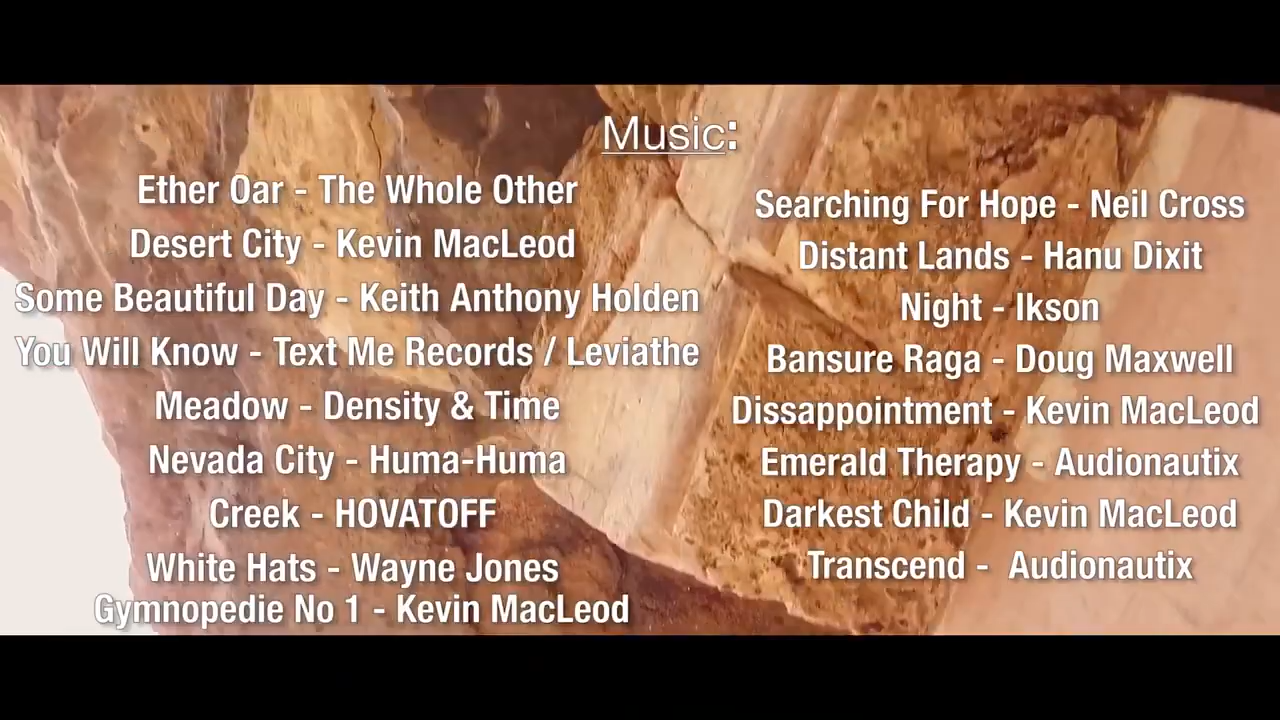 Music:
Ether Oar - The Whole Other
Desert City - Kevin MacLeod
Some Beautiful Day - Keith Anthony Holden
You Will Know - Text Me Records / Leviathe
Meadow - Density & Time
Nevada City - Huma-Huma
Creek - HOVATOFF
White Hats - Wayne Jones
Gymnopedie No 1 - Kevin MacLeod
Searching For Hope - Neil Cross
Distant Lands - Hanu Dixit
Night - Ikson
Bansure Raga - Doug Maxwell
Dissappointment - Kevin MacLeod
Emerald Therapy - Audionautix
Darkest Child - Kevin MacLeod
Transcend -  Audionautix